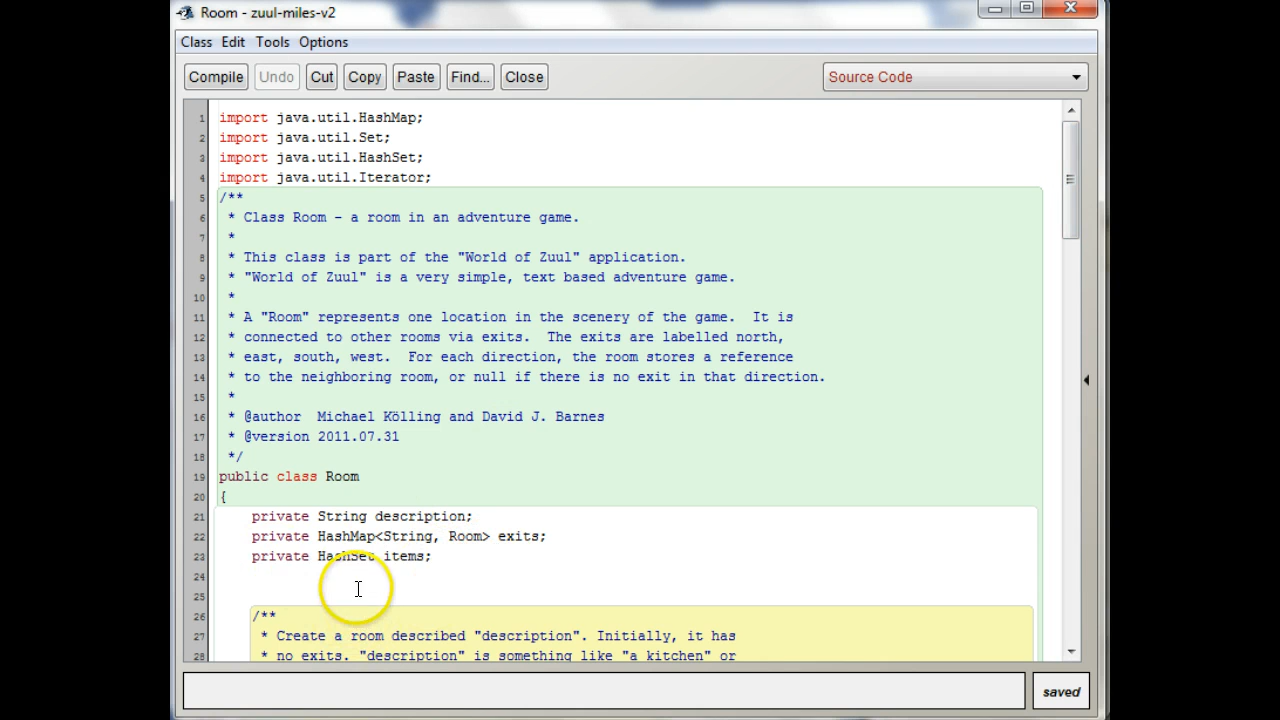 Room - zuul-miles-v2
Class Edit Tools Options
Compile Undo Cut Copy Paste Find... Close Source Code
1 import java.util.HashMap;
2 import java.util.Set;
3 import java.util.HashSet;
4 import java.util.Iterator;
5 /**
6 * Class Room - a room in an adventure game.
7 *
8 * This class is part of the "World of Zuul" application.
9 * "World of Zuul" is a very simple, text based adventure game.
10 *
11 * A "Room" represents one location in the scenery of the game.  It is
12 * connected to other rooms via exits.  The exits are labelled north,
13 * east, south, west.  For each direction, the room stores a reference
14 * to the neighboring room, or null if there is no exit in that direction.
15 *
16 * @author  Michael Kölling and David J. Barnes
17 * @version 2011.07.31
18 */
19 public class Room
20 {
21 private String description;
22 private HashMap<String, Room> exits;
23 private HashSet items;
24
25
26 /**
27 * Create a room described "description". Initially, it has
28 * no exits. "description" is something like "a kitchen" or
saved